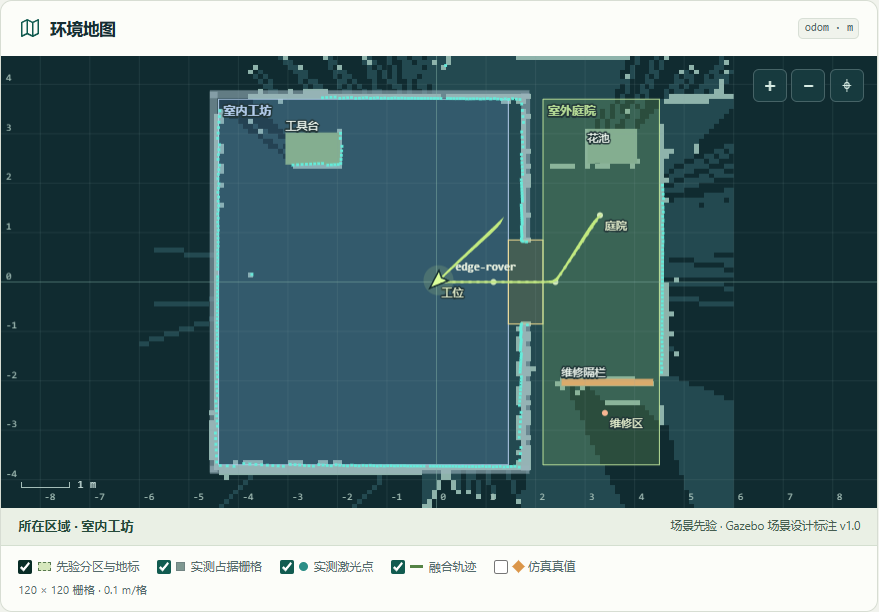 环境地图
odom · m
4
室内工坊
室外庭院
工具台
3
花池
2
庭院
1
edge-rover
0
工位
-1
维修隔栏
-2
维修区
-3
-4
1 m
-8 -7 -6 -5 -4 -3 -2 -1 0 1 2 3 4 5 6 7 8
所在区域 · 室内工坊
场景先验 · Gazebo 场景设计标注 v1.0
先验分区与地标 实测占据栅格 实测激光点 融合轨迹 仿真真值
120 × 120 栅格 · 0.1 m/格